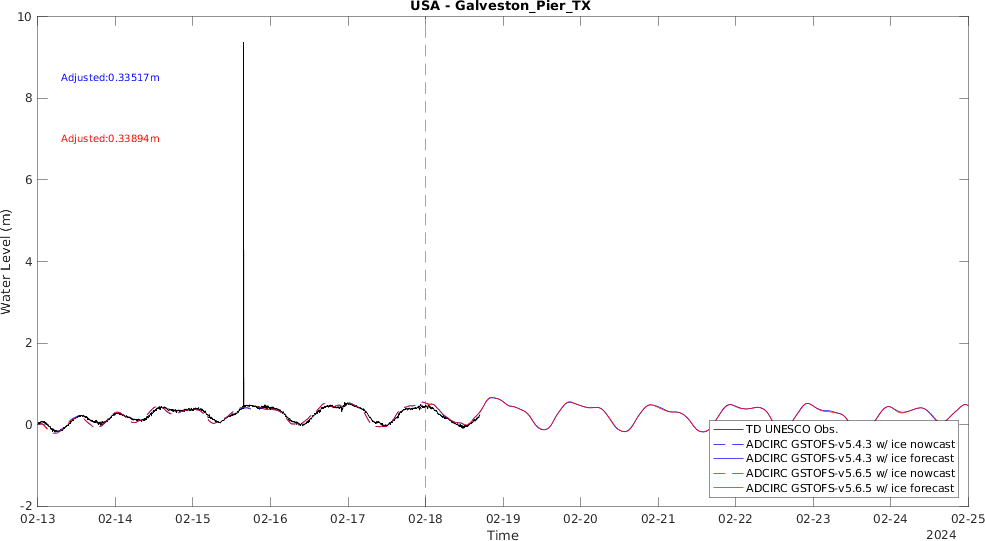 USA - Galveston_Pier_TX
10
8
6
4
2
0
-2
Water Level (m)
Adjusted:0.33517m
Adjusted:0.33894m
TD UNESCO Obs.
ADCIRC GSTOFS-v5.4.3 w/ ice nowcast
ADCIRC GSTOFS-v5.4.3 w/ ice forecast
ADCIRC GSTOFS-v5.6.5 w/ ice nowcast
ADCIRC GSTOFS-v5.6.5 w/ ice forecast
02-13 02-14 02-15 02-16 02-17 02-18 02-19 02-20 02-21 02-22 02-23 02-24 02-25
Time
2024